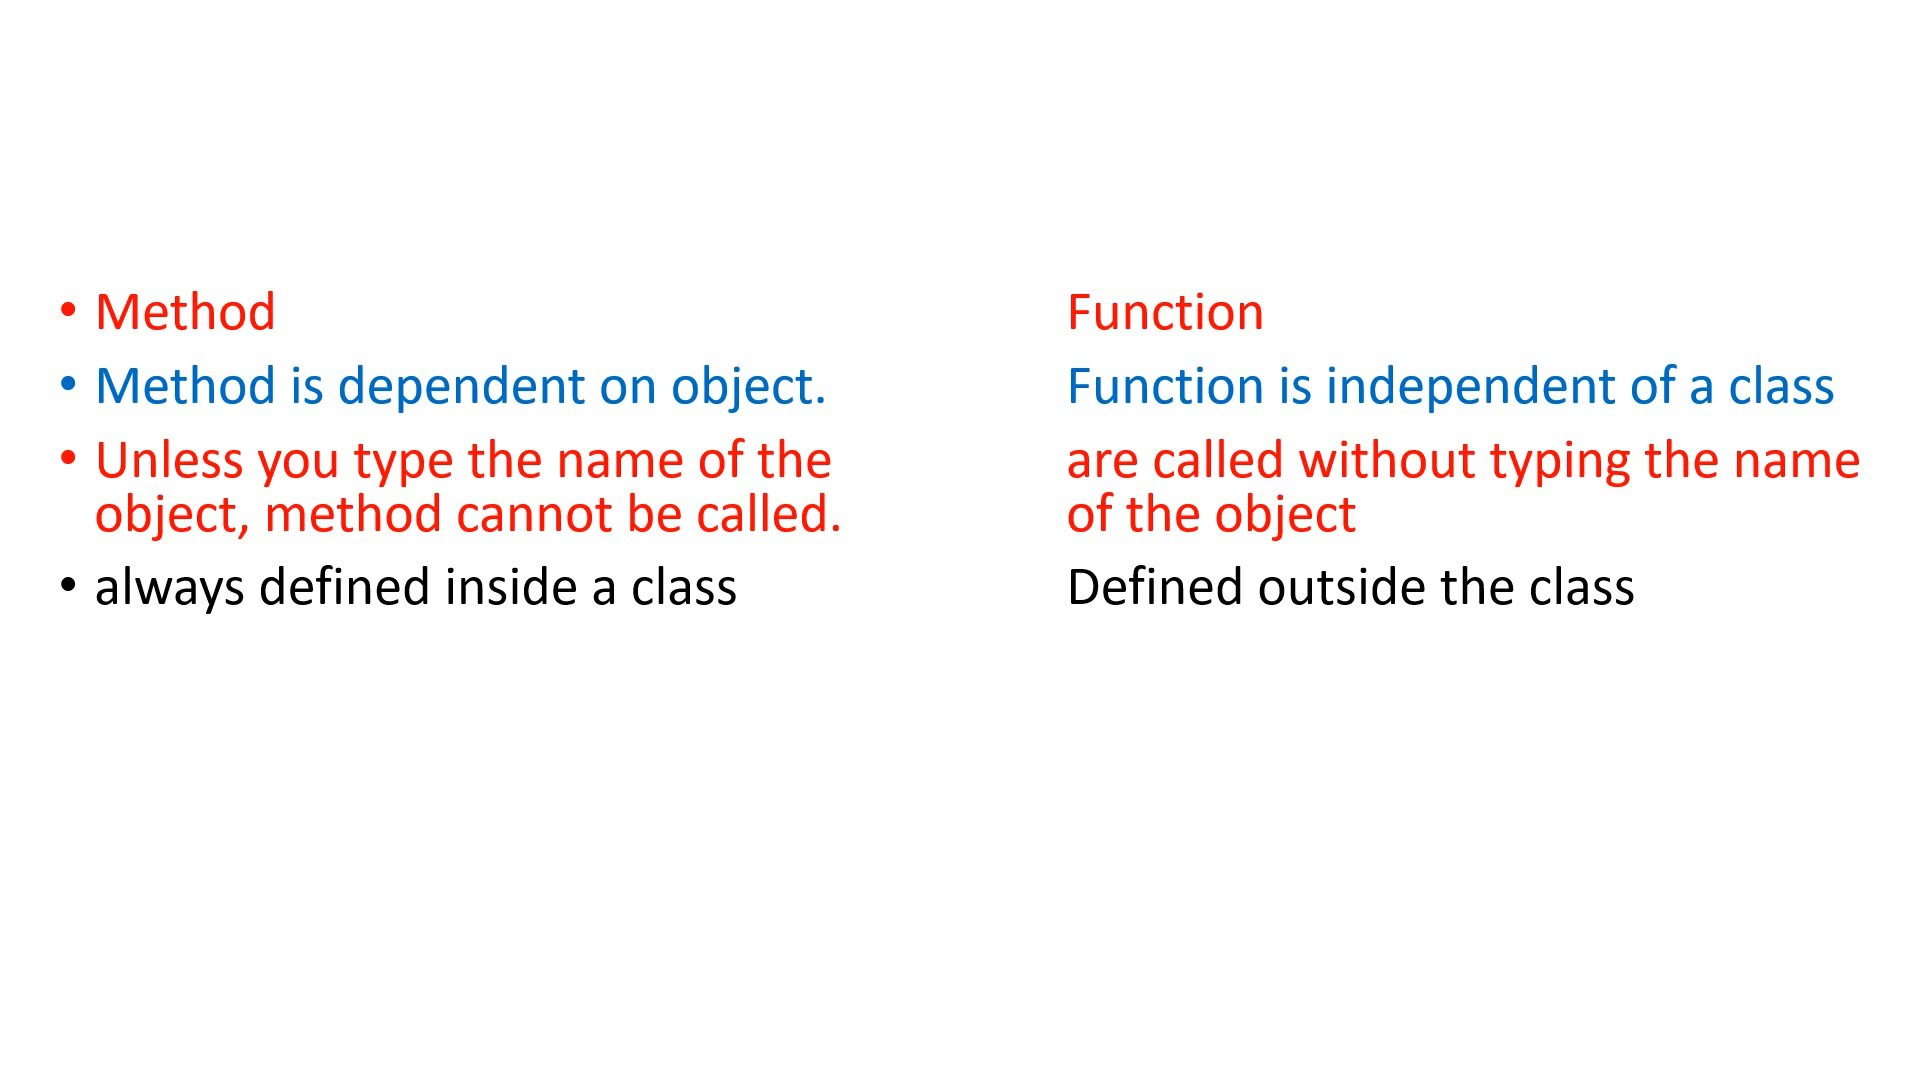 • Method
• Method is dependent on object.
• Unless you type the name of the
object, method cannot be called.
• always defined inside a class
Function
Function is independent of a class
are called without typing the name
of the object
Defined outside the class